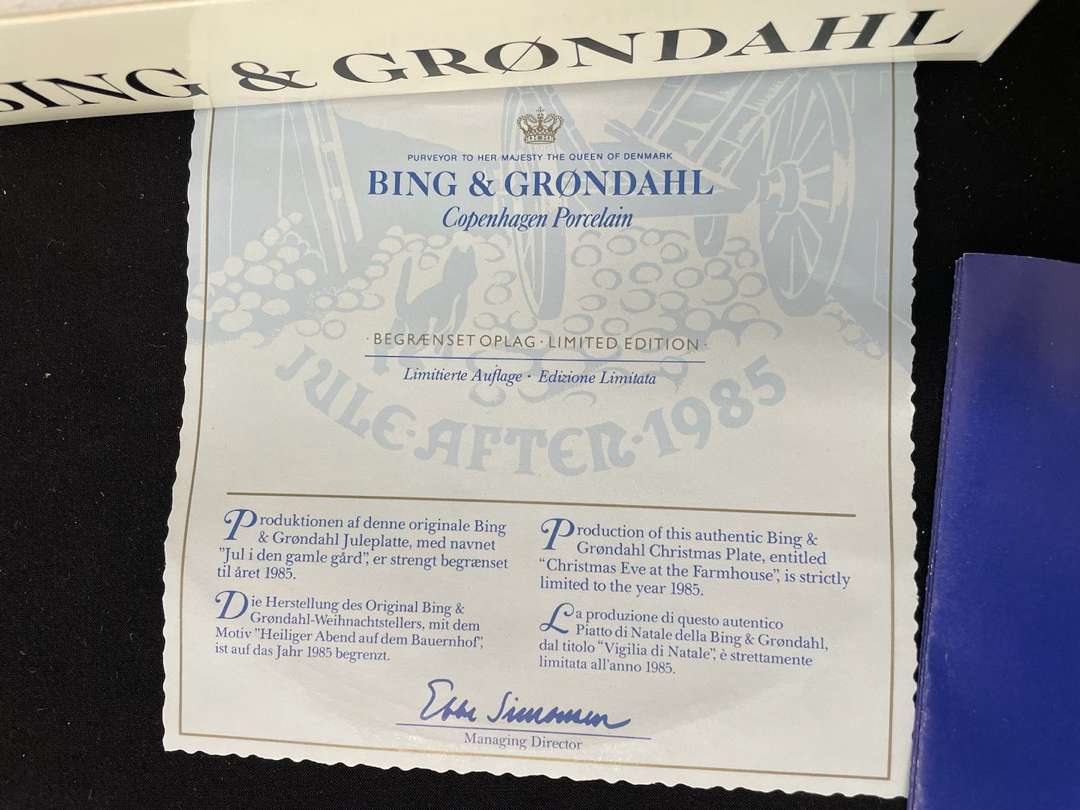 BING & GRØNDAHL
PURVEYOR TO HER MAJESTY THE QUEEN OF DENMARK
BING & GRØNDAHL
Copenhagen Porcelain
·BEGRÆNSET OPLAG·LIMITED EDITION·
Limitierte Auflage · Edizione Limitata
JULE·AFTEN·1985
Produktionen af denne originale Bing
& Grøndahl Juleplatte, med navnet
"Jul i den gamle gård", er strengt begrænset
til året 1985.
Die Herstellung des Original Bing &
Grøndahl-Weihnachtstellers, mit dem
Motiv "Heiliger Abend auf dem Bauernhof",
ist auf das Jahr 1985 begrenzt.
Production of this authentic Bing &
Grøndahl Christmas Plate, entitled
"Christmas Eve at the Farmhouse", is strictly
limited to the year 1985.
La produzione di questo autentico
Piatto di Natale della Bing & Grøndahl,
dal titolo "Vigilia di Natale", è strettamente
limitata all'anno 1985.
Ebbe Simonsen
Managing Director